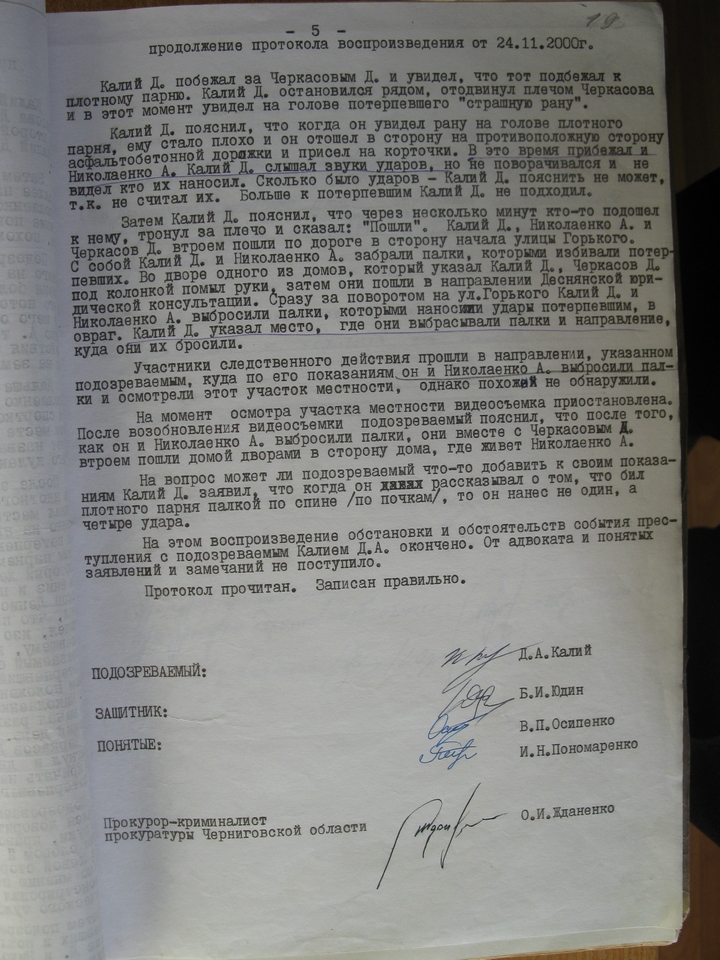 19
- 5 -
продолжение протокола воспроизведения от 24.11.2000г.
Калий Д. побежал за Черкасовым Д. и увидел, что тот подбежал к
плотному парню. Калий Д. остановился рядом, отодвинул плечом Черкасова
и в этот момент увидел на голове потерпевшего "страшную рану".
Калий Д. пояснил, что когда он увидел рану на голове плотного
парня, ему стало плохо и он отошел в сторону на противоположную сторону
асфальтобетонной дорожки и присел на корточки. В это время прибежал и
Николаенко А. Калий Д. слышал звуки ударов, но не поворачивался и не
видел кто их наносил. Сколько было ударов - Калий Д. пояснить не может,
т.к. не считал их. Больше к потерпевшим Калий Д. не подходил.
Затем Калий Д. пояснил, что через несколько минут кто-то подошел
к нему, тронул за плечо и сказал: "Пошли". Калий Д., Николаенко А. и
Черкасов Д. втроем пошли по дороге в сторону начала улицы Горького.
С собой Калий Д. и Николаенко А. забрали палки, которыми избивали потер-
певших. Во дворе одного из домов, который указал Калий Д., Черкасов Д.
под колонкой помыл руки, затем они пошли в направлении Деснянской юри-
дической консультации. Сразу за поворотом на ул.Горького Калий Д. и
Николаенко А. выбросили палки, которыми наносили удары потерпевшим, в
овраг. Калий Д. указал место, где они выбрасывали палки и направление,
куда они их бросили.
Участники следственного действия прошли в направлении, указанном
подозреваемым, куда по его показаниям он и Николаенко А. выбросили пал-
ки и осмотрели этот участок местности, однако похожей не обнаружили.
На момент осмотра участка местности видеосъемка приостановлена.
После возобновления видеосъемки подозреваемый пояснил, что после того,
как он и Николаенко А. выбросили палки, они вместе с Черкасовым Д.
втроем пошли домой дворами в сторону дома, где живет Николаенко А.
На вопрос может ли подозреваемый что-то добавить к своим показа-
ниям Калий Д. заявил, что когда он рассказывал о том, что бил
плотного парня палкой по спине /по почкам/, то он нанес не один, а
четыре удара.
На этом воспроизведение обстановки и обстоятельств события прес-
тупления с подозреваемым Калием Д.А. окончено. От адвоката и понятых
заявлений и замечаний не поступило.
Протокол прочитан. Записан правильно.
ПОДОЗРЕВАЕМЫЙ: Д.А.Калий
ЗАЩИТНИК: Б.И.Юдин
ПОНЯТЫЕ: В.П.Осипенко
И.Н.Пономаренко
Прокурор-криминалист
прокуратуры Черниговской области О.И.Жданенко